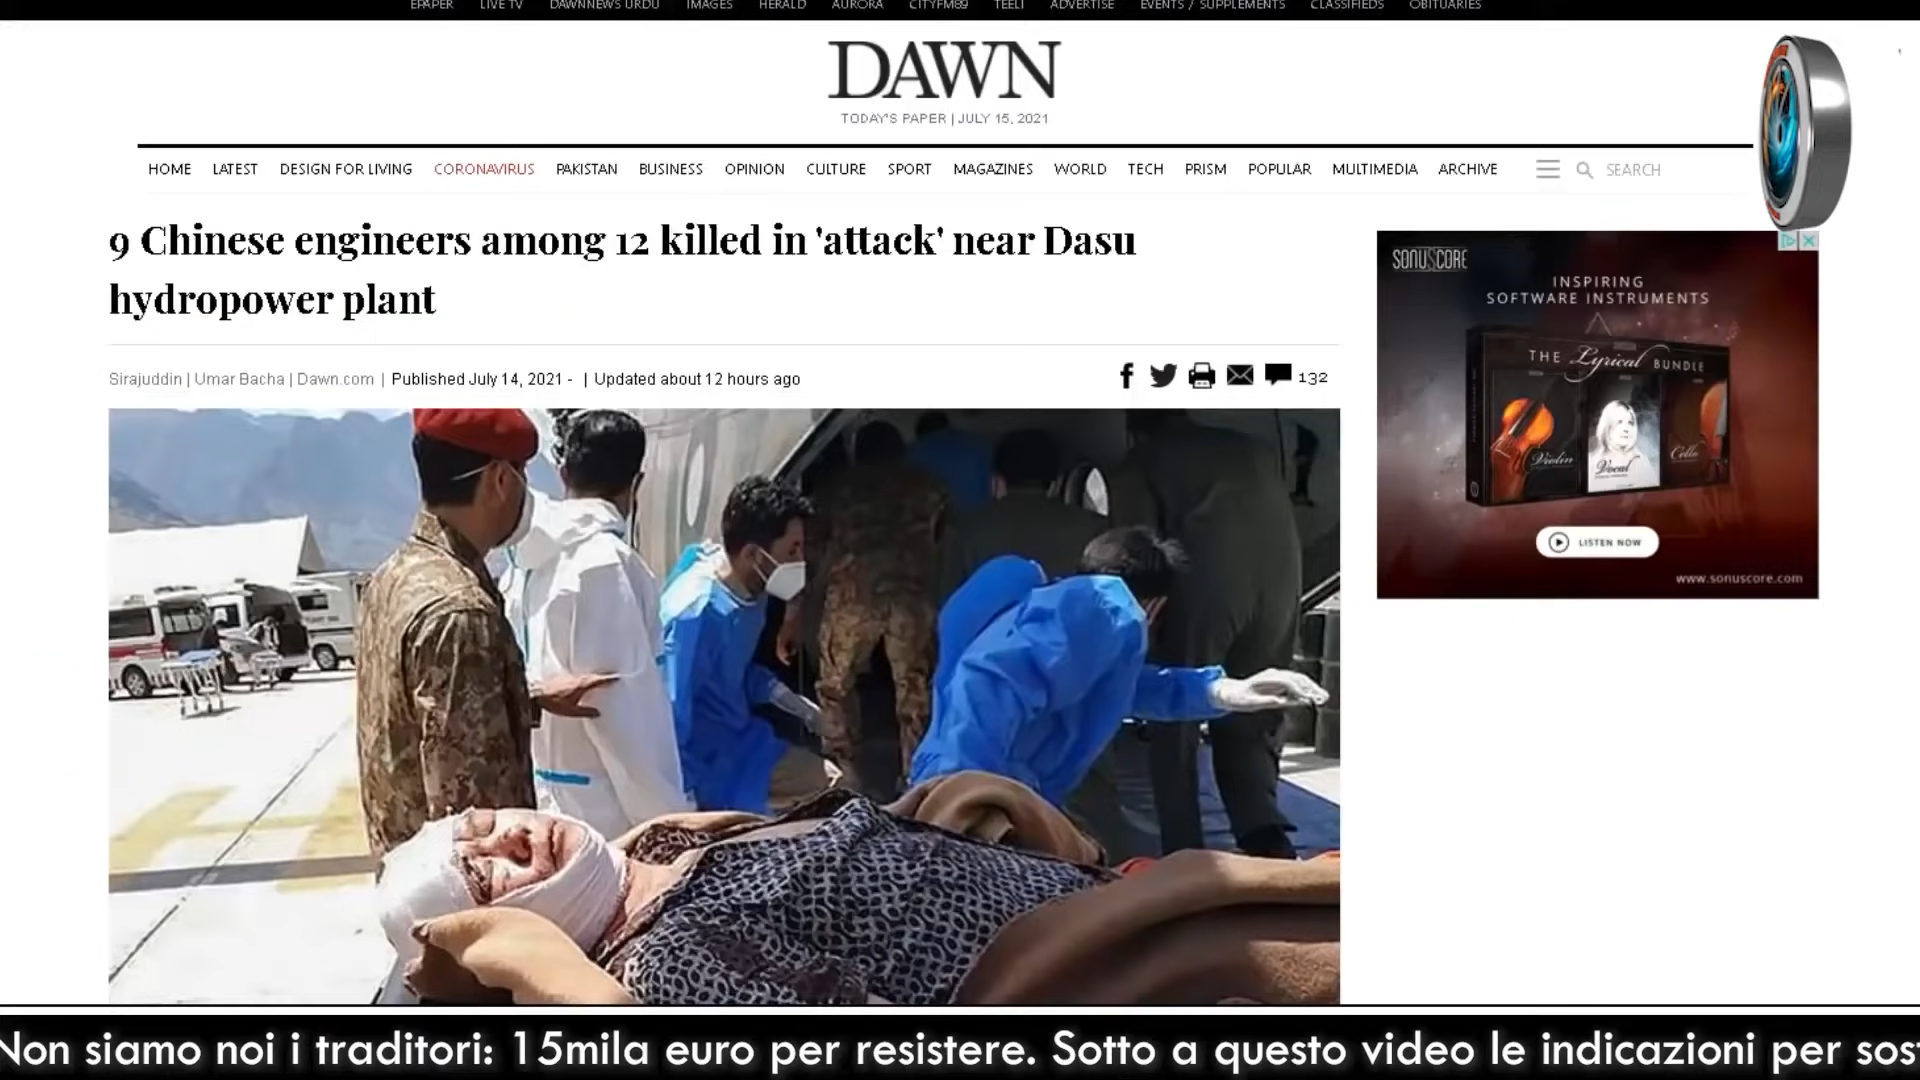 EPAPER LIVE TV DAWNNEWS URDU IMAGES HERALD AURORA CITYFM89 TEELI ADVERTISE EVENTS / SUPPLEMENTS CLASSIFIEDS OBITUARIES
DAWN
TODAY'S PAPER | JULY 15, 2021
HOME LATEST DESIGN FOR LIVING CORONAVIRUS PAKISTAN BUSINESS OPINION CULTURE SPORT MAGAZINES WORLD TECH PRISM POPULAR MULTIMEDIA ARCHIVE SEARCH
9 Chinese engineers among 12 killed in 'attack' near Dasu
hydropower plant
Sirajuddin | Umar Bacha | Dawn.com | Published July 14, 2021 - | Updated about 12 hours ago
132
SONUSCORE
INSPIRING
SOFTWARE INSTRUMENTS
THE Lyrical BUNDLE
Violin Vocal Cello
LISTEN NOW
www.sonuscore.com
Non siamo noi i traditori: 15mila euro per resistere. Sotto a questo video le indicazioni per sost